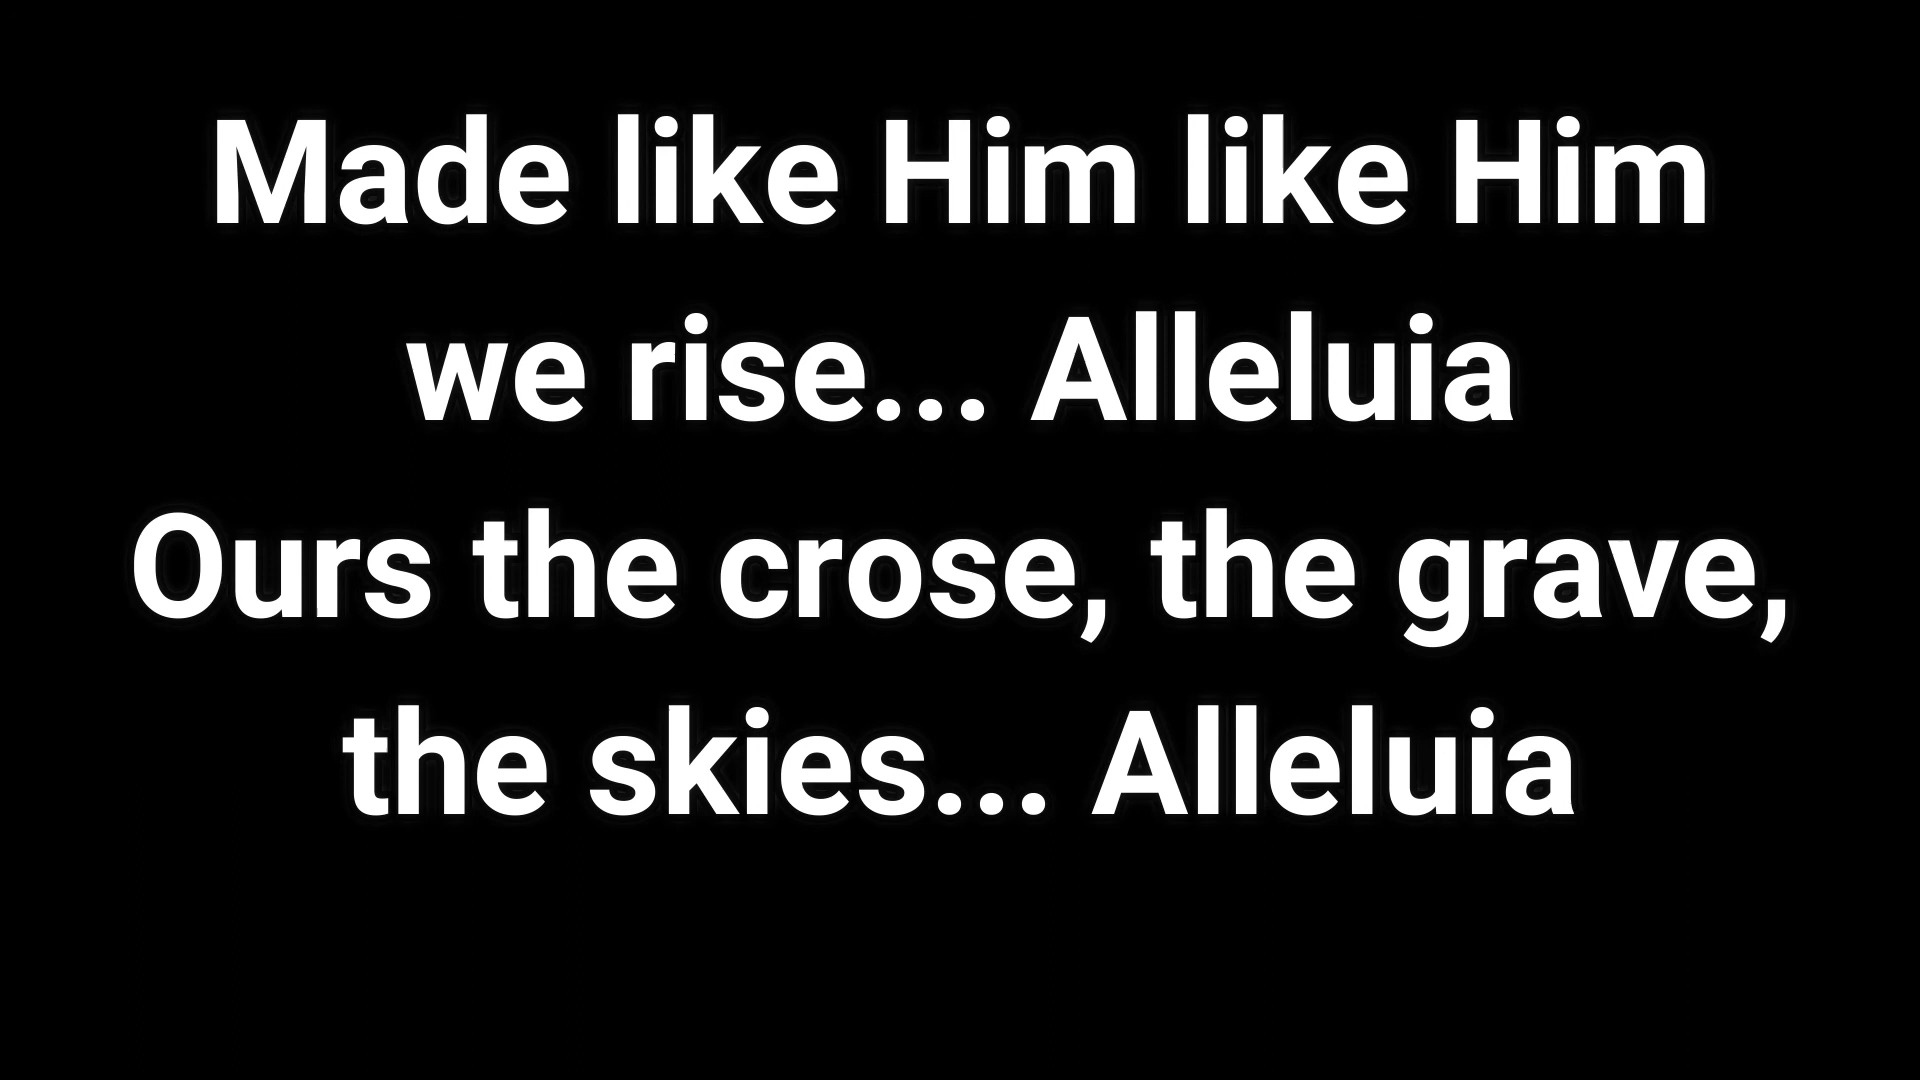 Made like Him like Him
we rise... Alleluia
Ours the crose, the grave,
the skies... Alleluia